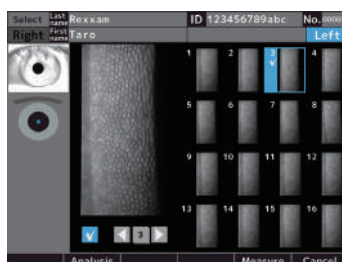 Select Last name Rexxam ID 123456789abc No. 0000
Right First name Taro Left
1 2 3 4
5 6 7 8
9 10 11 12
13 14 15 16
3
Analysis Measure Cancel